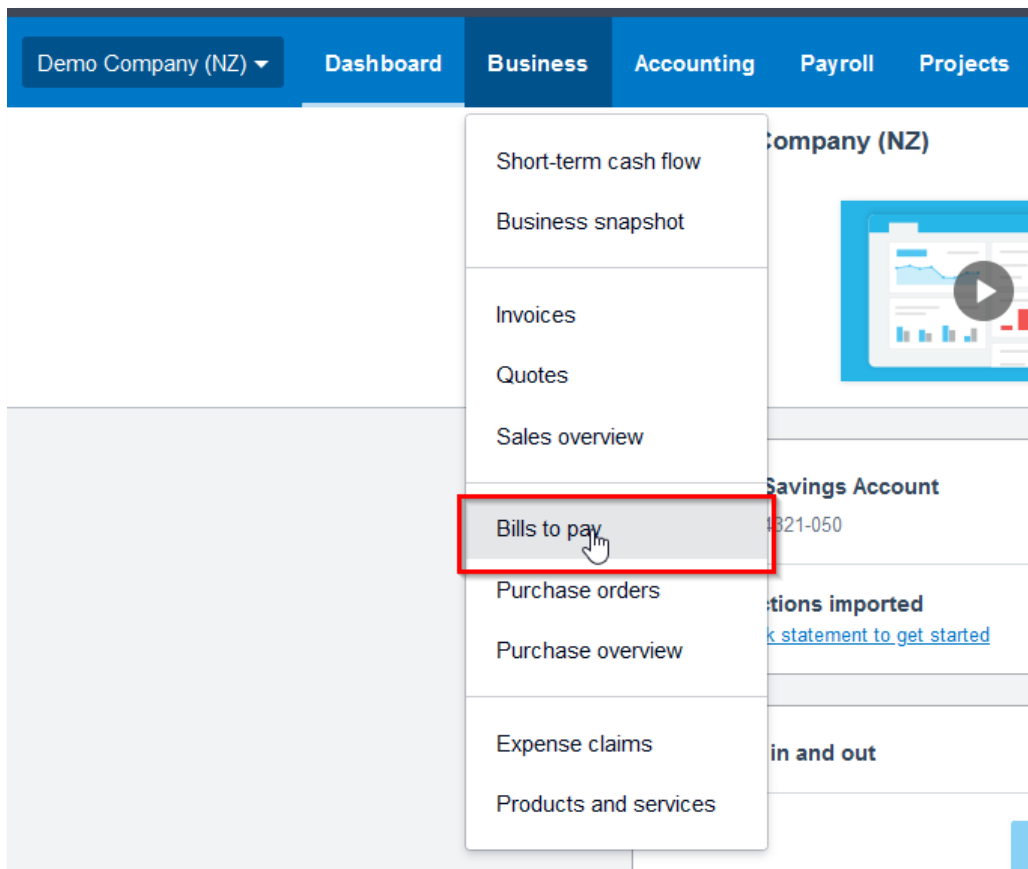 Demo Company (NZ)
Dashboard
Business
Accounting
Payroll
Projects
Short-term cash flow
Business snapshot
Invoices
Quotes
Sales overview
Bills to pay
Purchase orders
Purchase overview
Expense claims
Products and services
Company (NZ)
Savings Account
4321-050
tions imported
k statement to get started
in and out